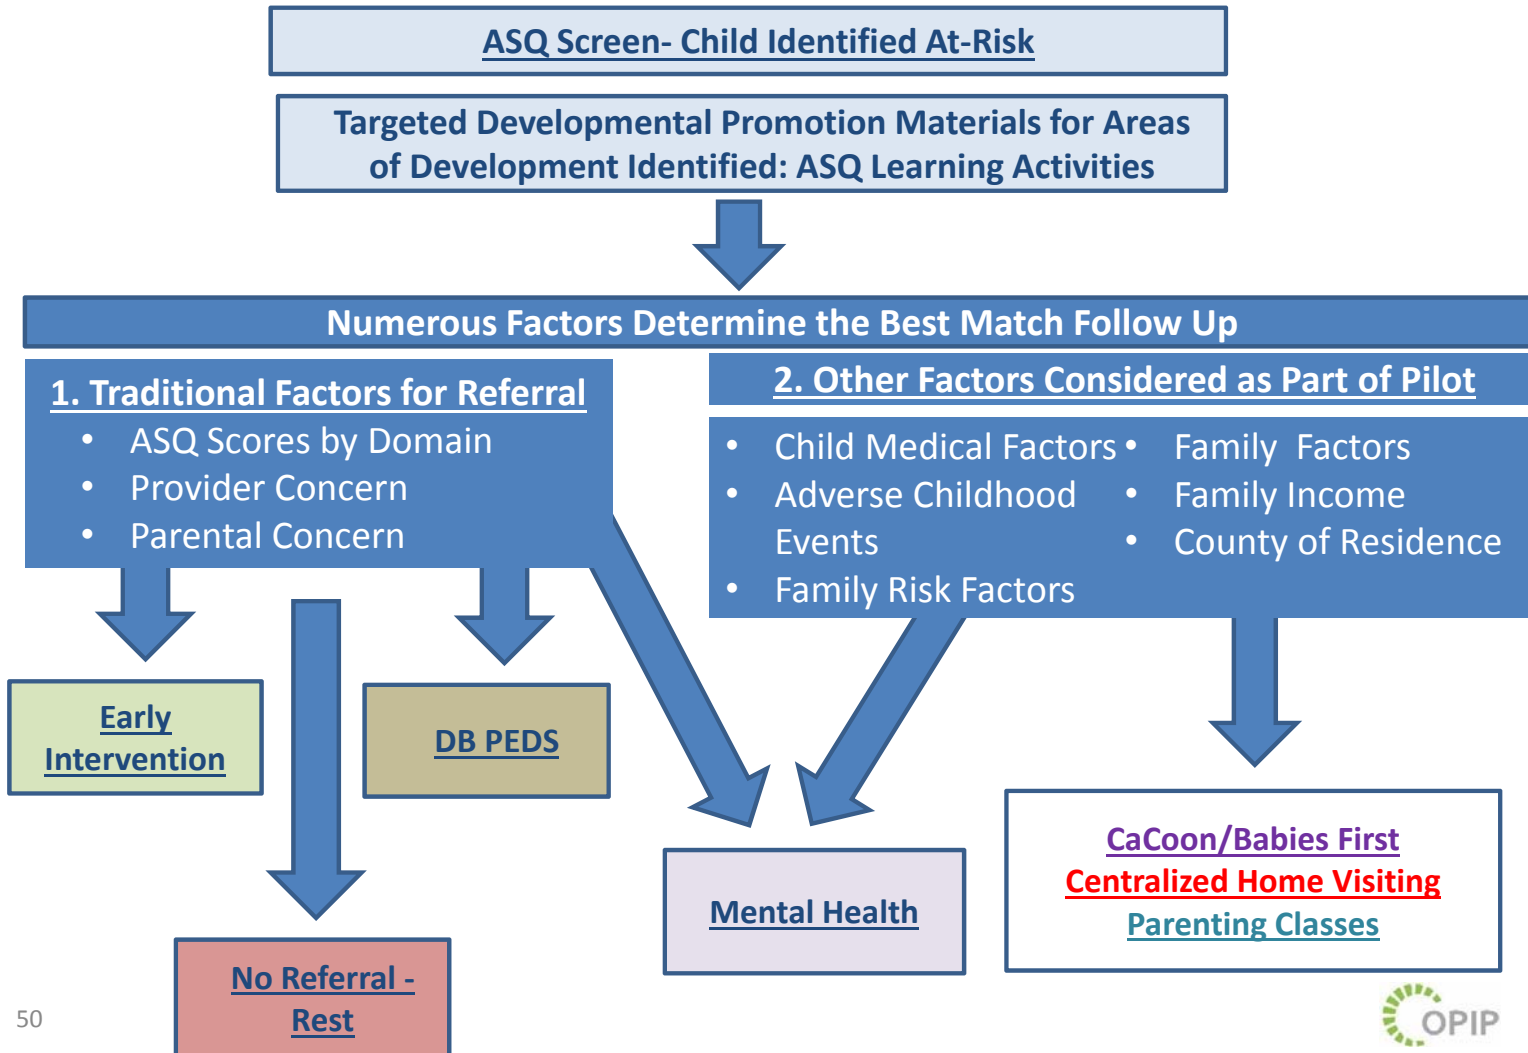 ASQ Screen- Child Identified At-Risk
Targeted Developmental Promotion Materials for Areas
of Development Identified: ASQ Learning Activities
Numerous Factors Determine the Best Match Follow Up
1. Traditional Factors for Referral
• ASQ Scores by Domain
• Provider Concern
• Parental Concern
2. Other Factors Considered as Part of Pilot
• Child Medical Factors
• Adverse Childhood
Events
• Family Risk Factors
• Family Factors
• Family Income
• County of Residence
Early
Intervention
DB PEDS
Mental Health
CaCoon/Babies First
Centralized Home Visiting
Parenting Classes
No Referral -
Rest
50
OPIP